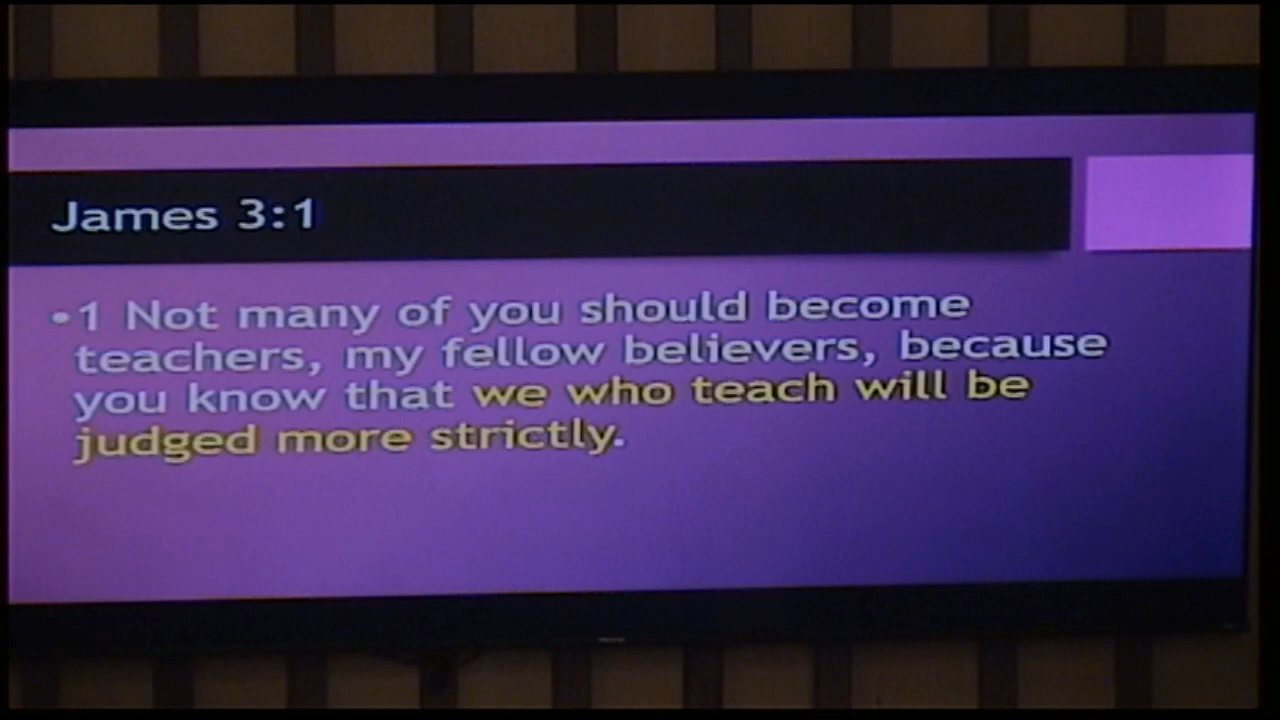 James 3:1
•1 Not many of you should become
teachers, my fellow believers, because
you know that we who teach will be
judged more strictly.